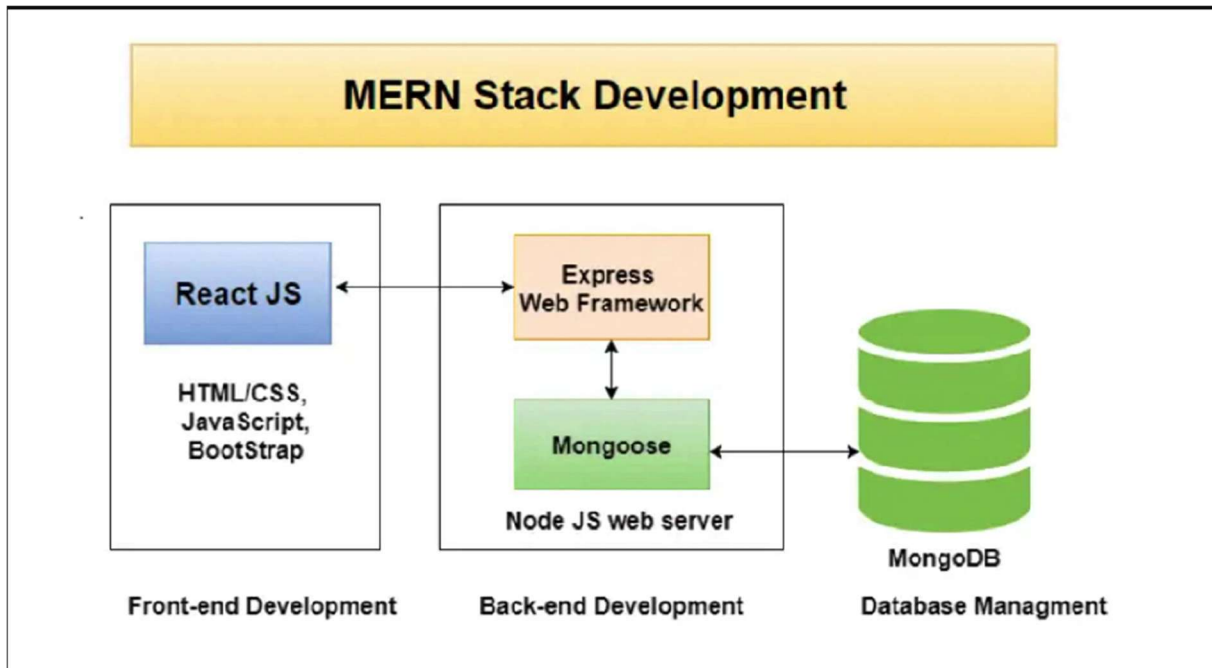 MERN Stack Development
React JS
HTML/CSS,
JavaScript,
BootStrap
Front-end Development
Express
Web Framework
Mongoose
Node JS web server
Back-end Development
MongoDB
Database Managment